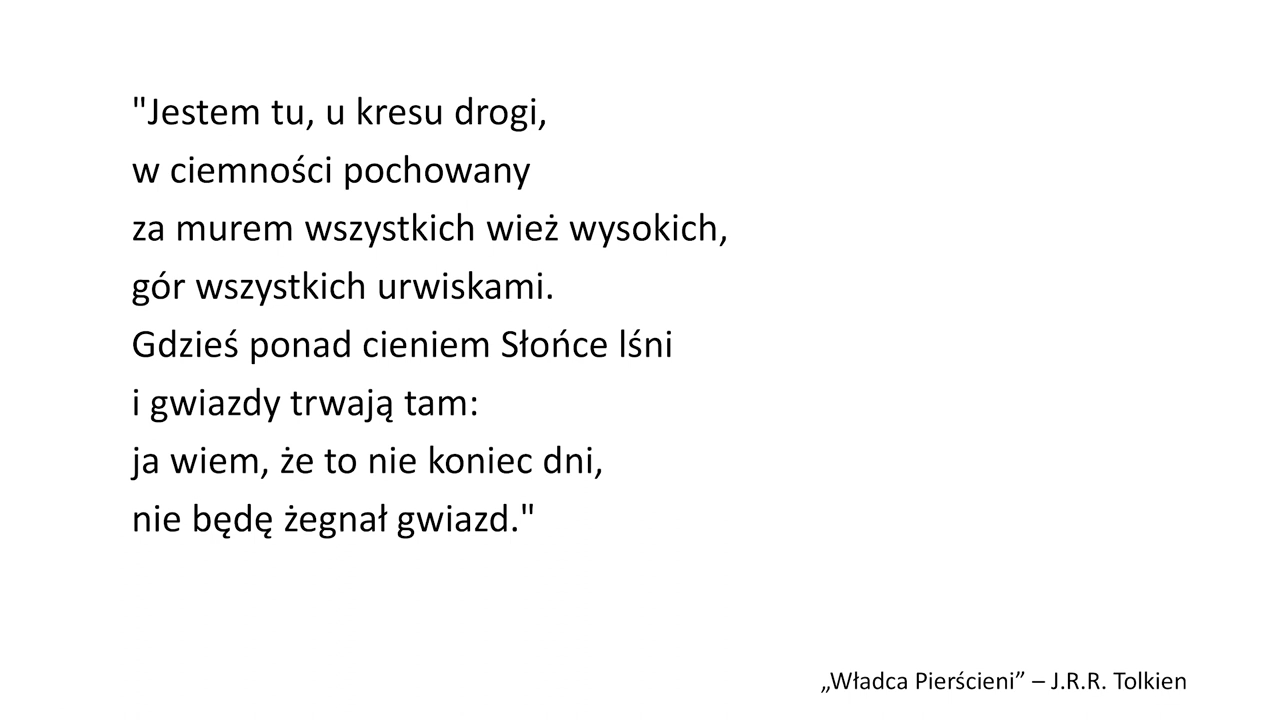 "Jestem tu, u kresu drogi,
w ciemności pochowany
za murem wszystkich wież wysokich,
gór wszystkich urwiskami.
Gdzieś ponad cieniem Słońce lśni
i gwiazdy trwają tam:
ja wiem, że to nie koniec dni,
nie będę żegnał gwiazd."
„Władca Pierścieni” – J.R.R. Tolkien